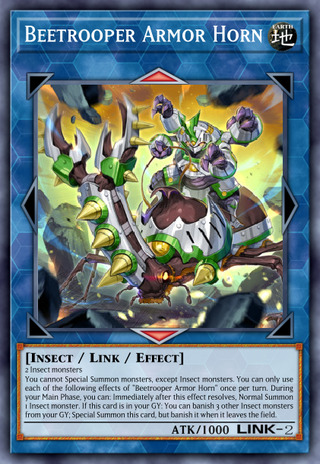 Beetrooper Armor Horn
EARTH
地
[Insect / Link / Effect]
2 Insect monsters
You cannot Special Summon monsters, except Insect monsters. You can only use
each of the following effects of "Beetrooper Armor Horn" once per turn. During
your Main Phase, you can: Immediately after this effect resolves, Normal Summon
1 Insect monster. If this card is in your GY: You can banish 3 other Insect monsters
from your GY; Special Summon this card, but banish it when it leaves the field.
ATK/1000 LINK-2